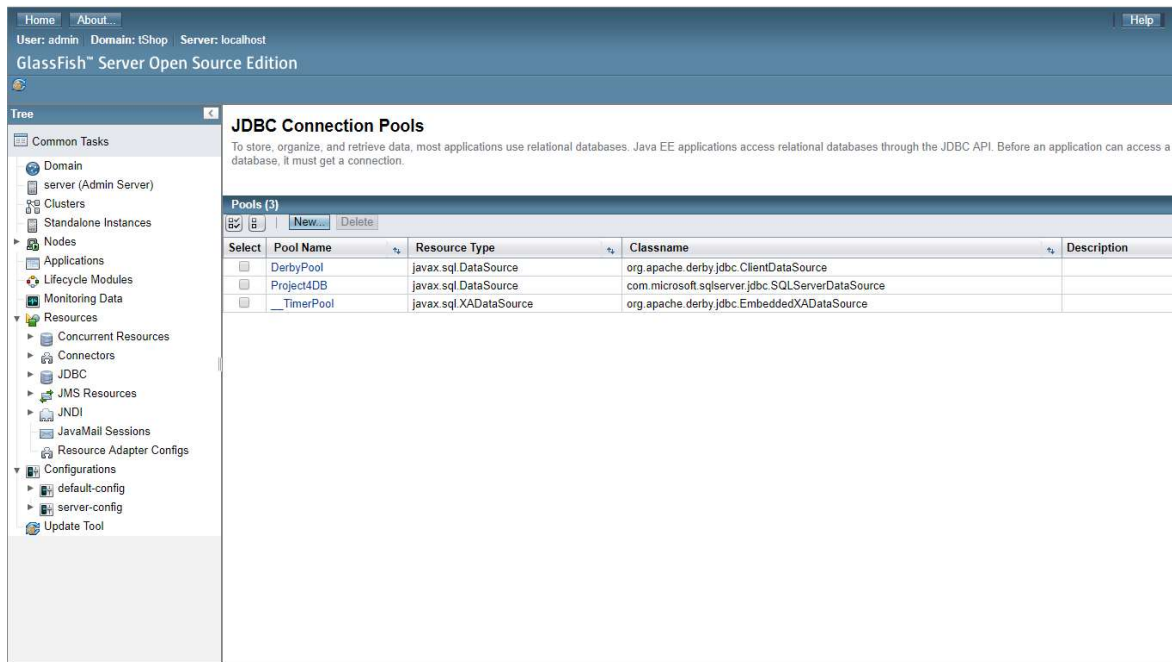 Home About... Help
User: admin Domain: tShop Server: localhost
GlassFish™ Server Open Source Edition
Tree
Common Tasks
Domain
server (Admin Server)
Clusters
Standalone Instances
Nodes
Applications
Lifecycle Modules
Monitoring Data
Resources
Concurrent Resources
Connectors
JDBC
JMS Resources
JNDI
JavaMail Sessions
Resource Adapter Configs
Configurations
default-config
server-config
Update Tool
JDBC Connection Pools
To store, organize, and retrieve data, most applications use relational databases. Java EE applications access relational databases through the JDBC API. Before an application can access a
database, it must get a connection.
Pools (3)
New... Delete
Select Pool Name Resource Type Classname Description
DerbyPool javax.sql.DataSource org.apache.derby.jdbc.ClientDataSource
Project4DB javax.sql.DataSource com.microsoft.sqlserver.jdbc.SQLServerDataSource
__TimerPool javax.sql.XADataSource org.apache.derby.jdbc.EmbeddedXADataSource